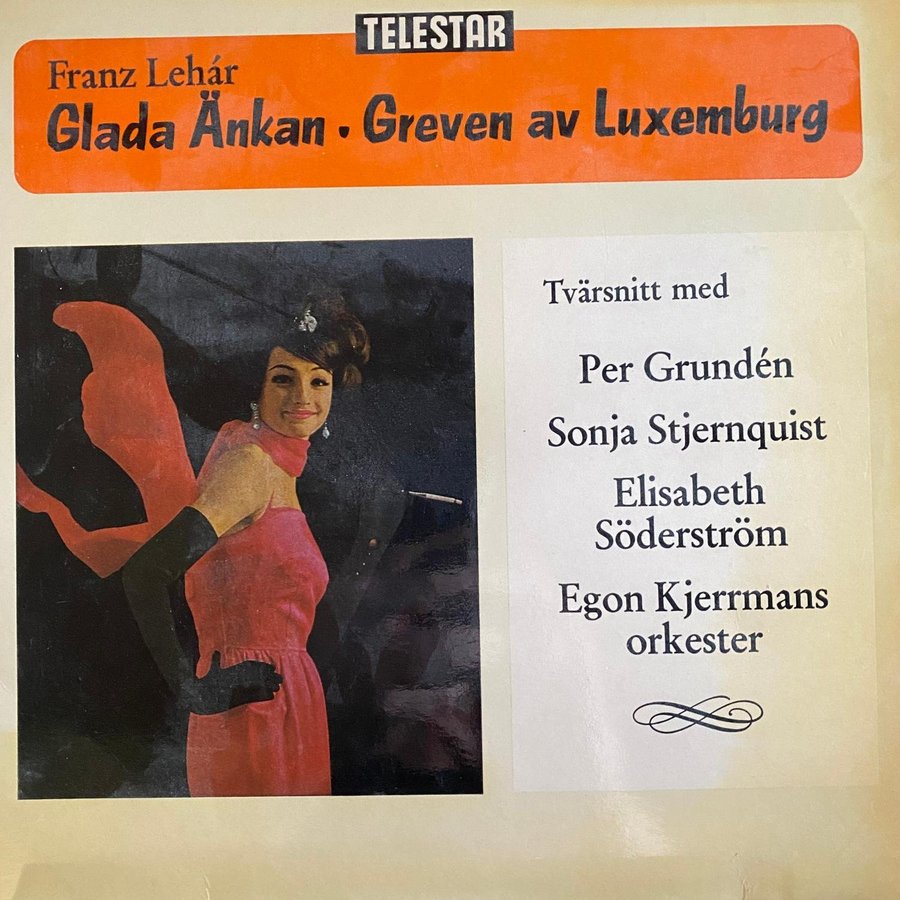 TELESTAR
Franz Lehár
Glada Änkan · Greven av Luxemburg
Tvärsnitt med
Per Grundén
Sonja Stjernquist
Elisabeth
Söderström
Egon Kjerrmans
orkester